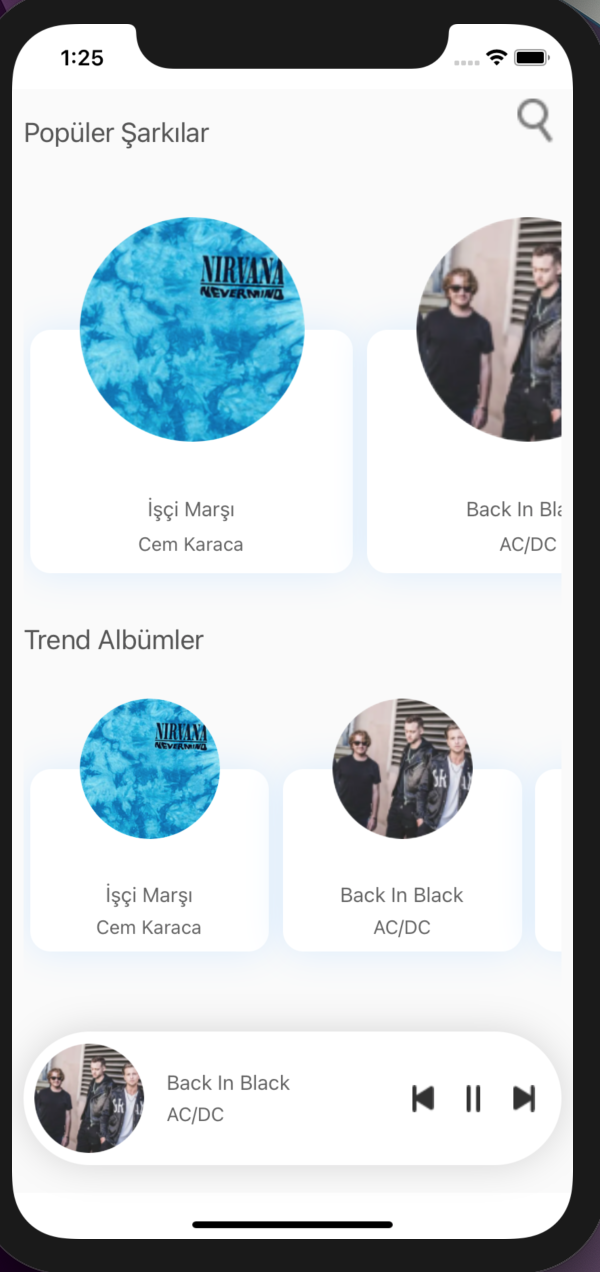 1:25
Popüler Şarkılar
NIRVANA
NEVERMIND
İşçi Marşı
Cem Karaca
Back In Bla
AC/DC
Trend Albümler
NIRVANA
NEVERMIND
İşçi Marşı
Cem Karaca
Back In Black
AC/DC
Back In Black
AC/DC